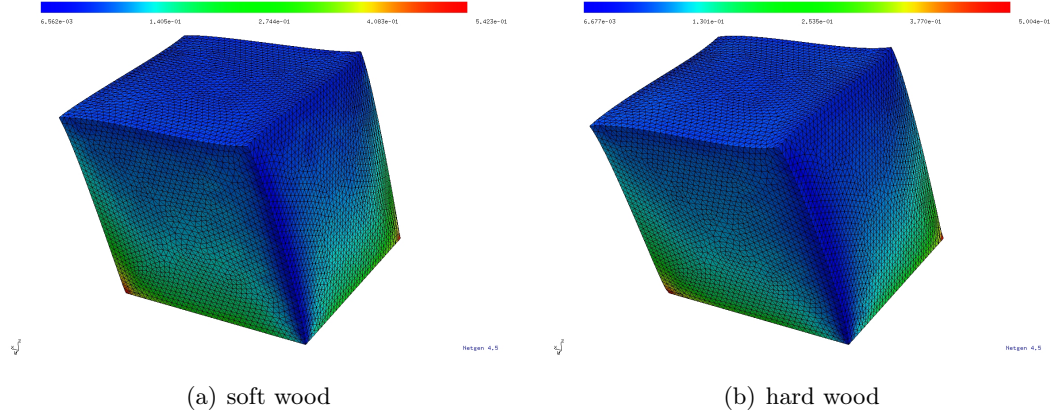 6.562e-03 1.405e-01 2.744e-01 4.083e-01 5.423e-01
6.677e-03 1.301e-01 2.535e-01 3.770e-01 5.004e-01
Netgen 4.5
Netgen 4.5
(a) soft wood
(b) hard wood